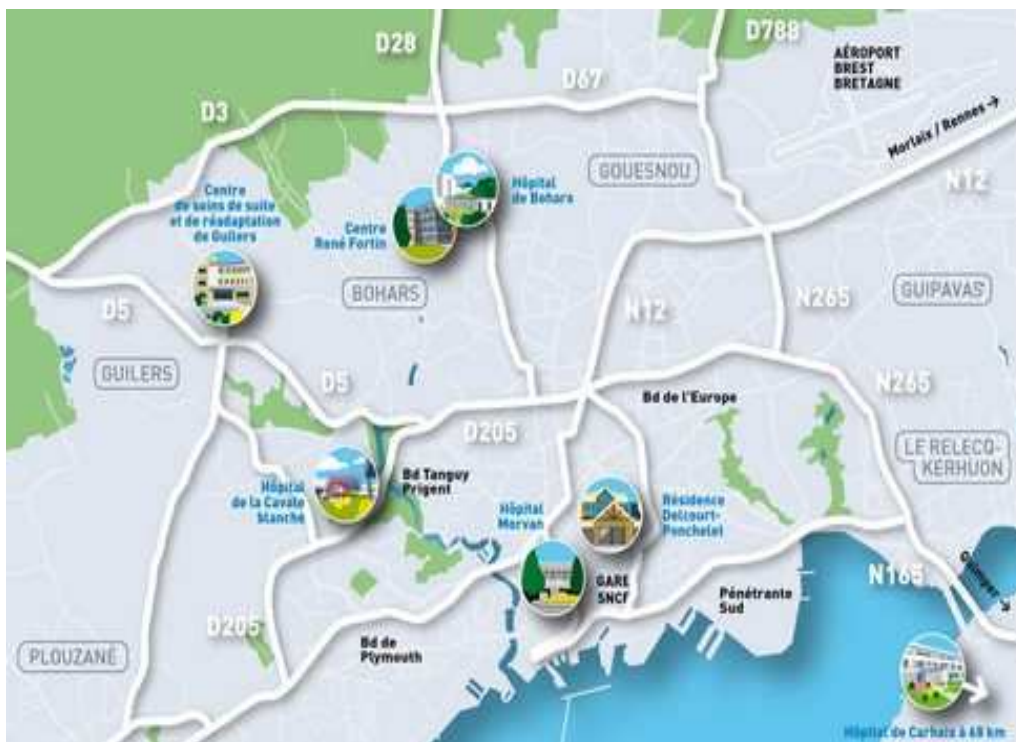 D28
D788
AÉROPORT
BREST
BRETAGNE
D67
D3
Morlaix / Rennes →
GOUESNOU
N12
Centre
de soins de suite
et de réadaptation
de Guilers
Hôpital
de Bohars
Centre
René Fortin
BOHARS
GUIPAVAS
D5
N12
N265
GUILERS
D5
Bd de l'Europe
N265
D205
LE RELECQ-
KERHUON
Bd Tanguy
Prigent
Hôpital
de la Cavale
blanche
Hôpital
Morvan
Résidence
Delcourt-
Ponchelet
GARE
SNCF
N165
Quimper
Pénétrante
Sud
D205
Bd de
Plymouth
PLOUZANÉ
Hôpital de Carhaix à 68 km